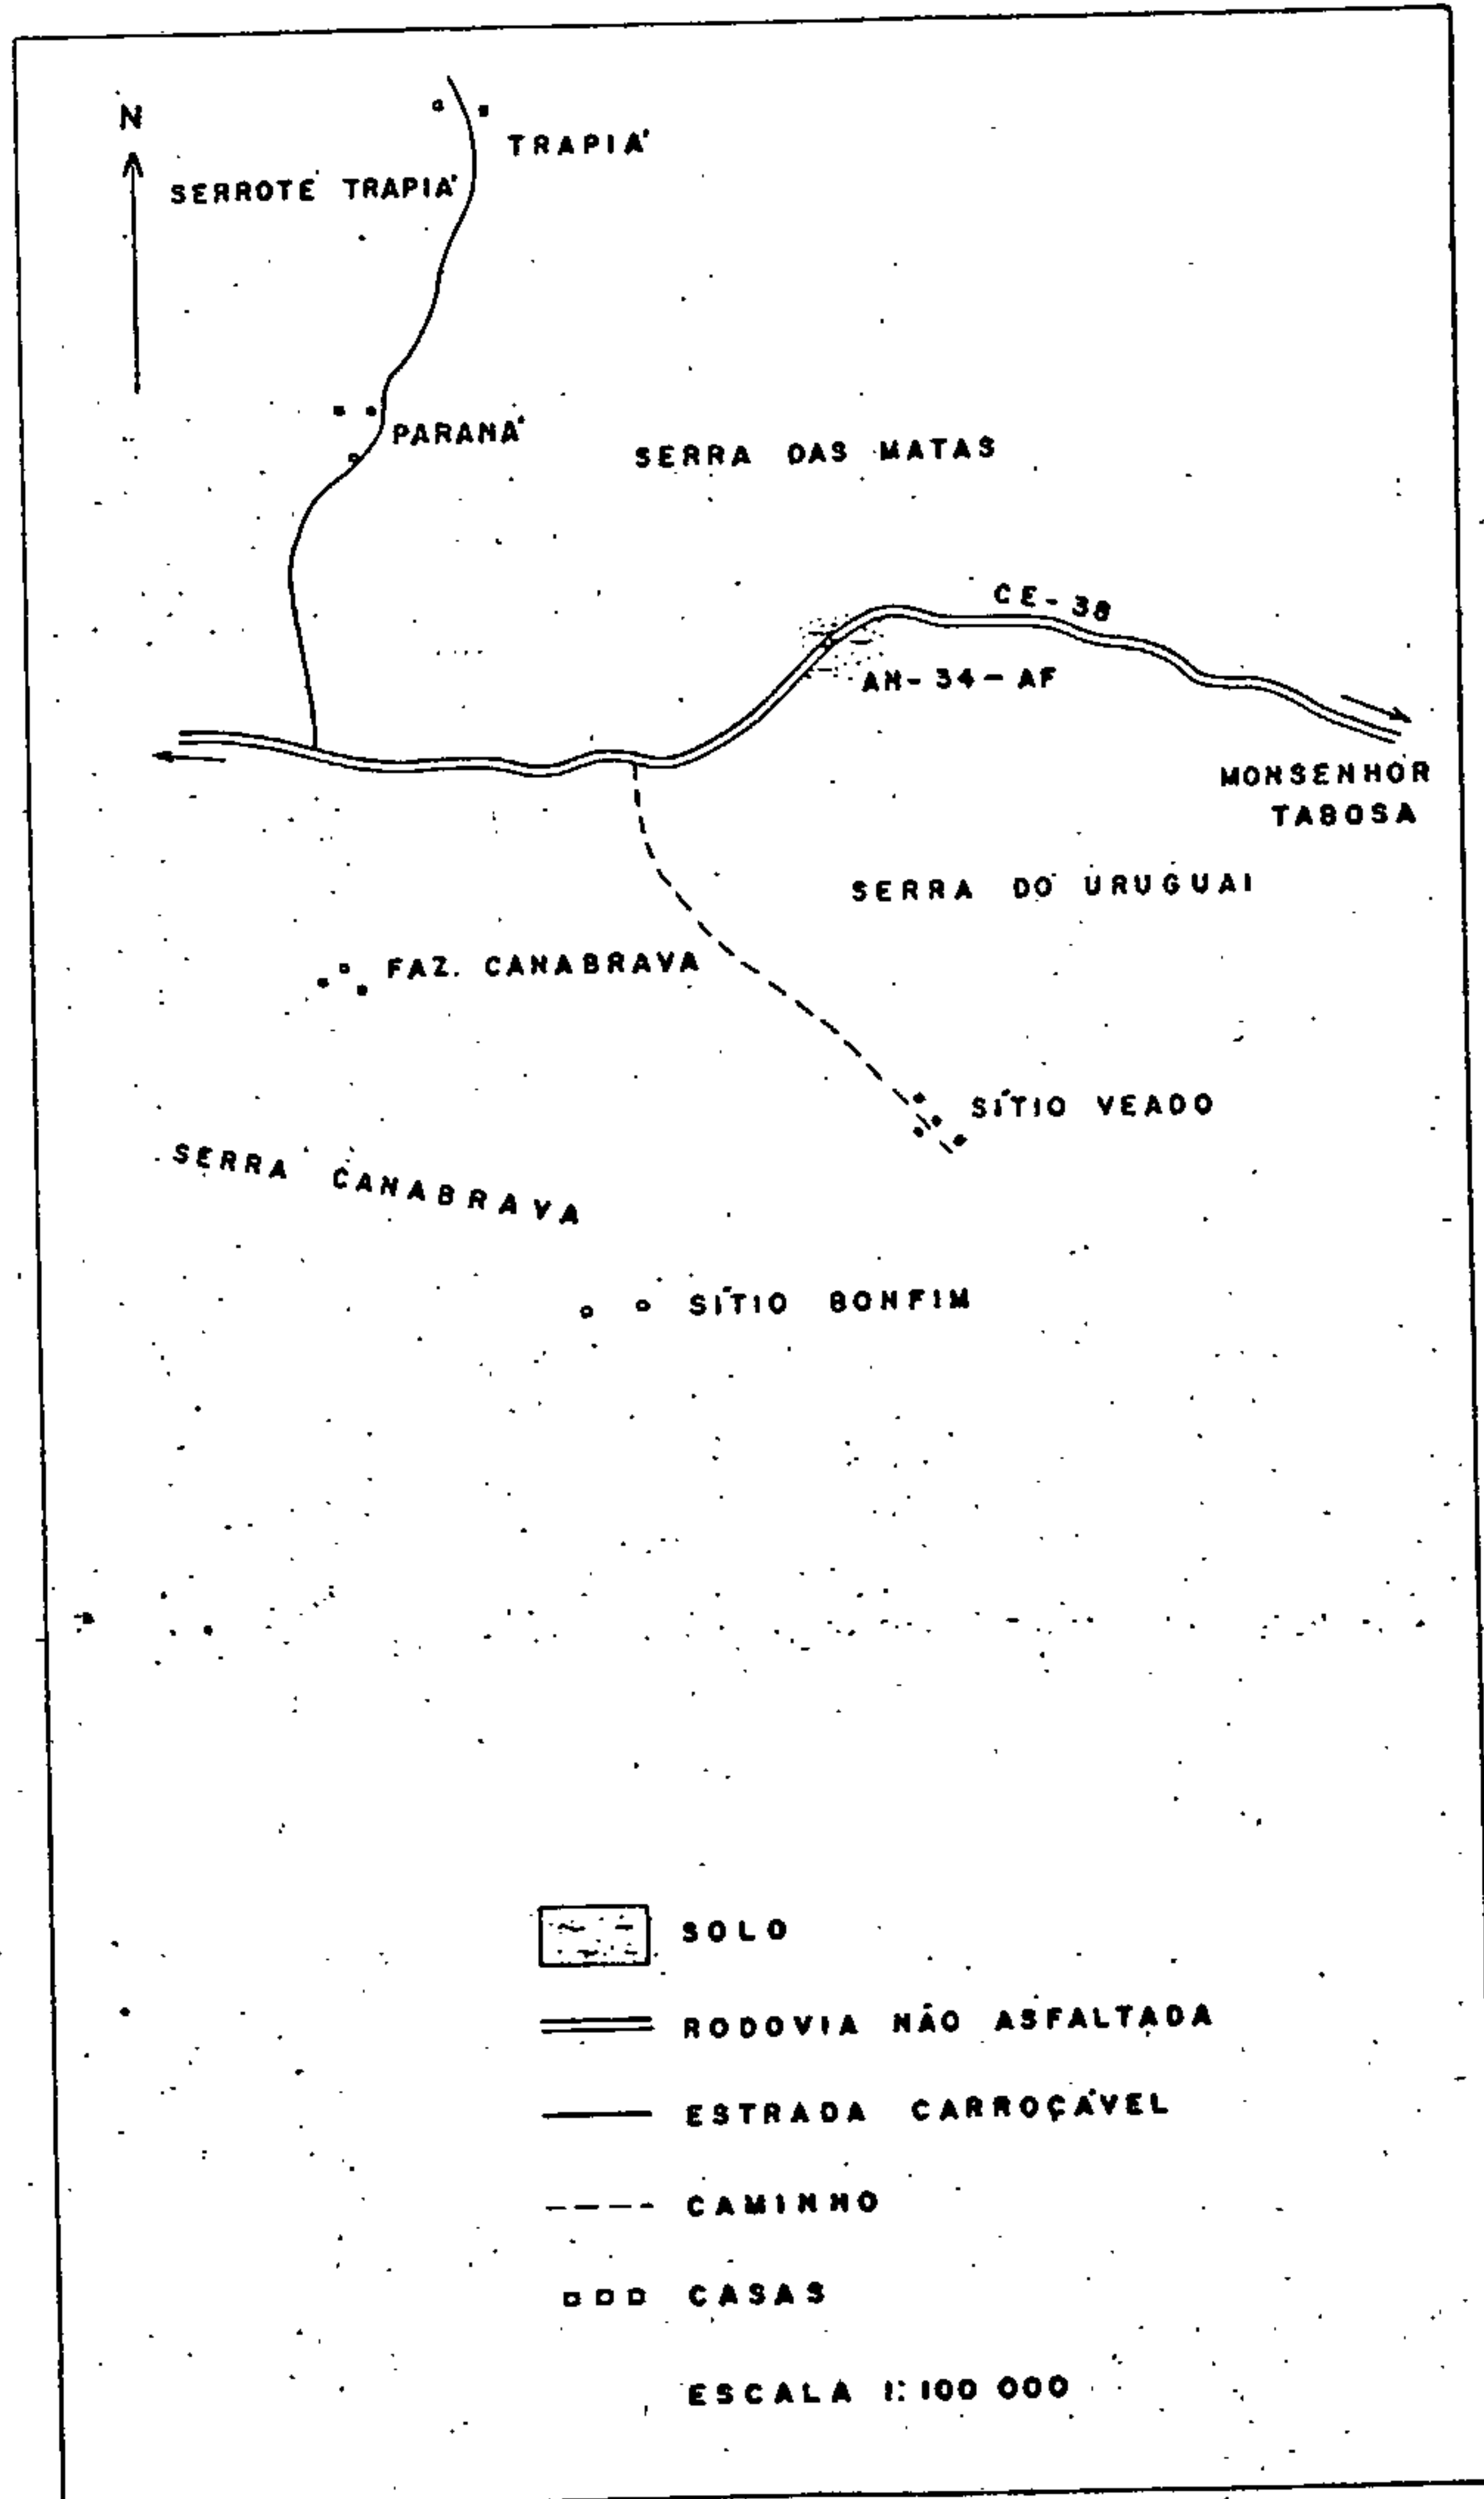 N
TRAPIÁ
SERROTE TRAPIÁ
PARANÁ
SERRA DAS MATAS
CE-38
AM-34-AF
MONSENHOR
TABOSA
SERRA DO URUGUAI
FAZ. CANABRAVA
SÍTIO VEADO
SERRA CANABRAVA
SÍTIO BONFIM
SOLO
RODOVIA NÃO ASFALTADA
ESTRADA CARROÇÁVEL
CAMINHO
CASAS
ESCALA 1:100 000